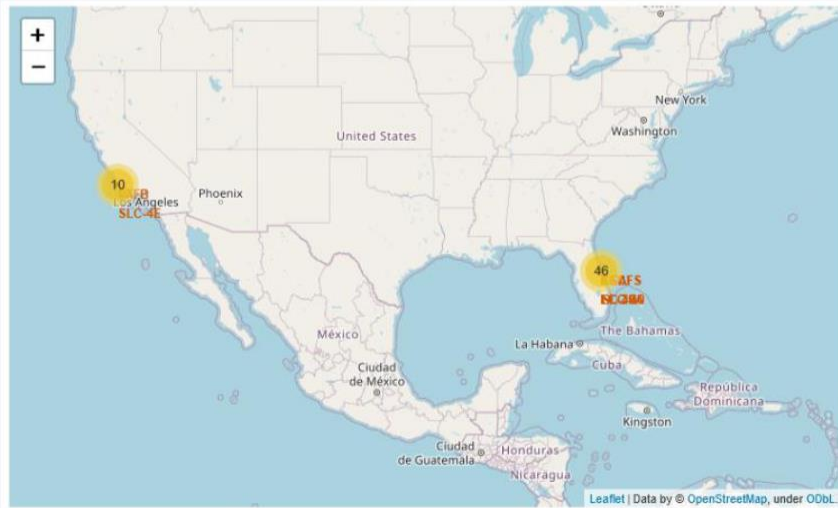 +
−
New York
Washington
United States
10
Los Angeles
Phoenix
SLC-4E
46
The Bahamas
La Habana
México
Cuba
Ciudad
de México
República
Dominicana
Kingston
Ciudad
de Guatemala
Honduras
Nicaragua
Leaflet | Data by © OpenStreetMap, under ODbL.